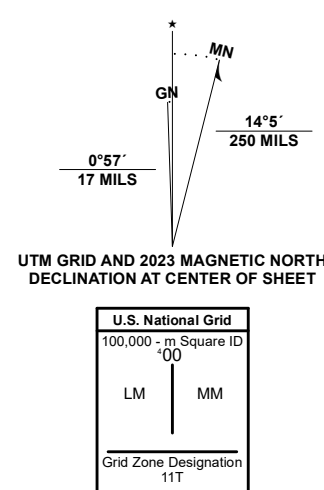 MN
GN
14°5´
250 MILS
0°57´
17 MILS
UTM GRID AND 2023 MAGNETIC NORTH
DECLINATION AT CENTER OF SHEET
U.S. National Grid
100,000 - m Square ID
⁴00
LM MM
Grid Zone Designation
11T